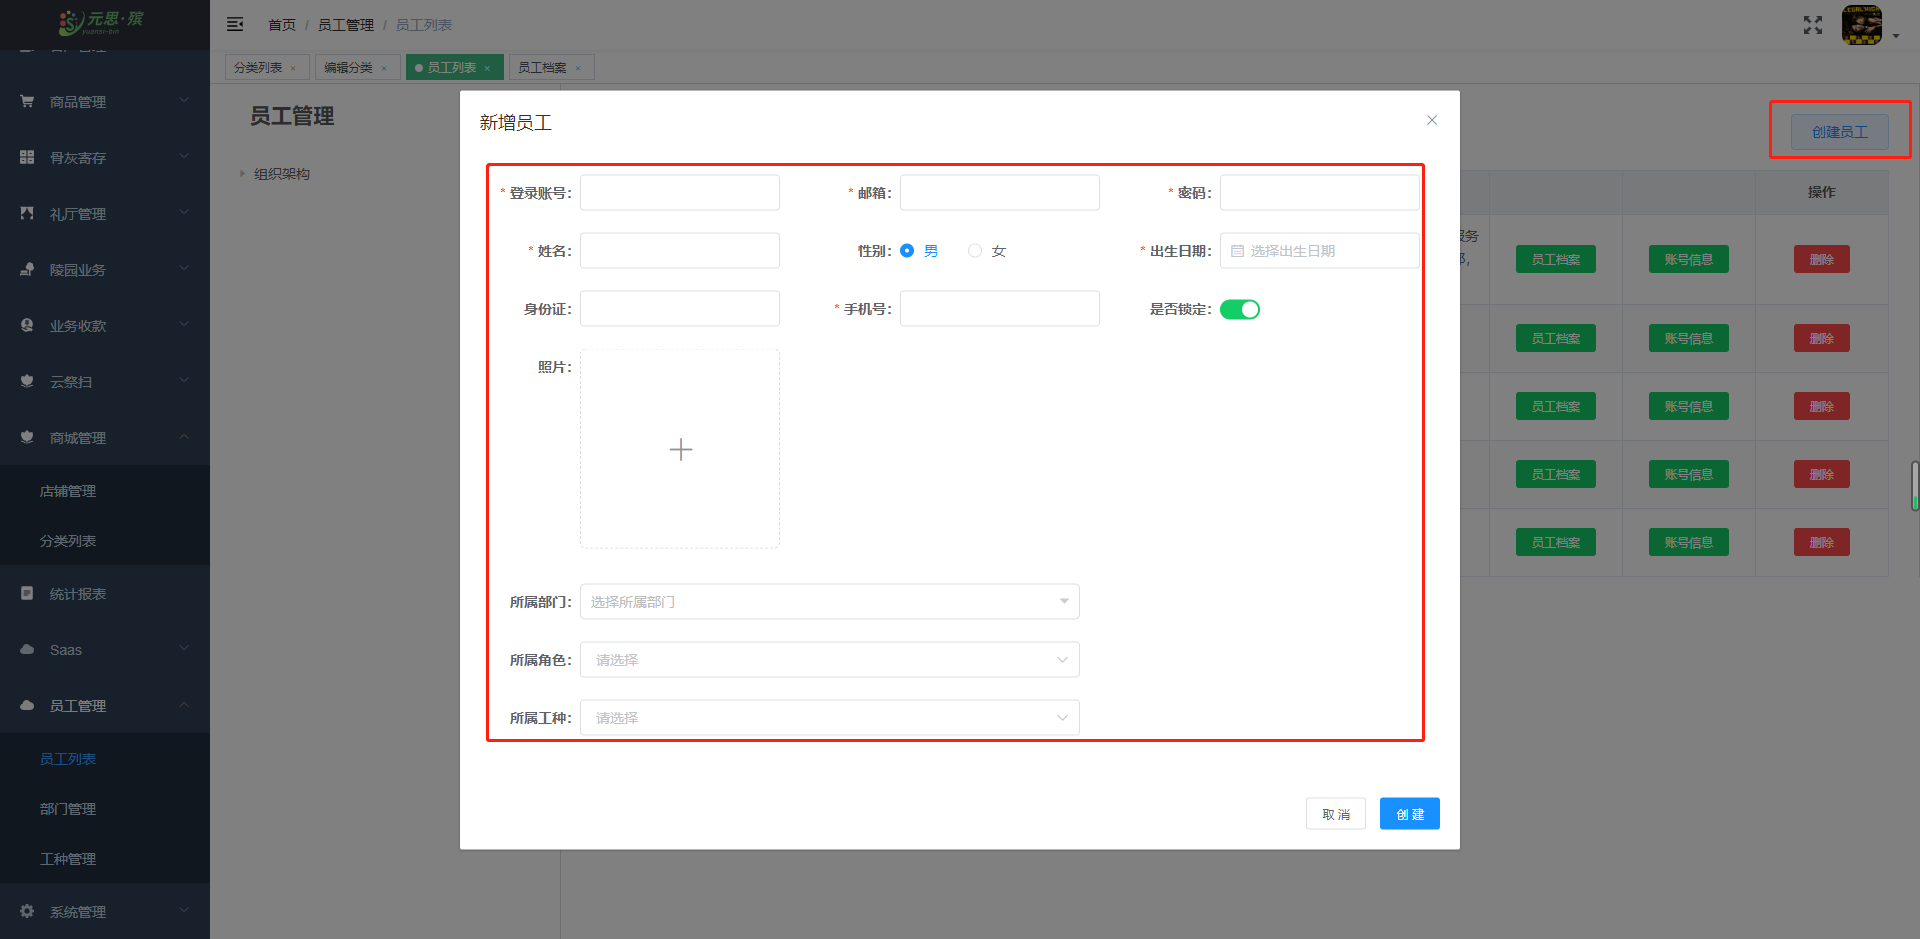 元思·殡
yuansi-bin
首页 / 员工管理 / 员工列表
分类列表 × 编辑分类 × 员工列表 × 员工档案 ×
商品管理
骨灰寄存
礼厅管理
陵园业务
业务收款
云祭扫
商城管理
店铺管理
分类列表
统计报表
Saas
员工管理
员工列表
部门管理
工种管理
系统管理
员工管理
组织架构
创建员工
操作
员工档案 账号信息 删除
员工档案 账号信息 删除
员工档案 账号信息 删除
员工档案 账号信息 删除
员工档案 账号信息 删除
新增员工
* 登录账号: * 邮箱: * 密码:
* 姓名: 性别: 男 女 * 出生日期: 选择出生日期
身份证: * 手机号: 是否锁定:
照片:
所属部门: 选择所属部门
所属角色: 请选择
所属工种: 请选择
取消 创建